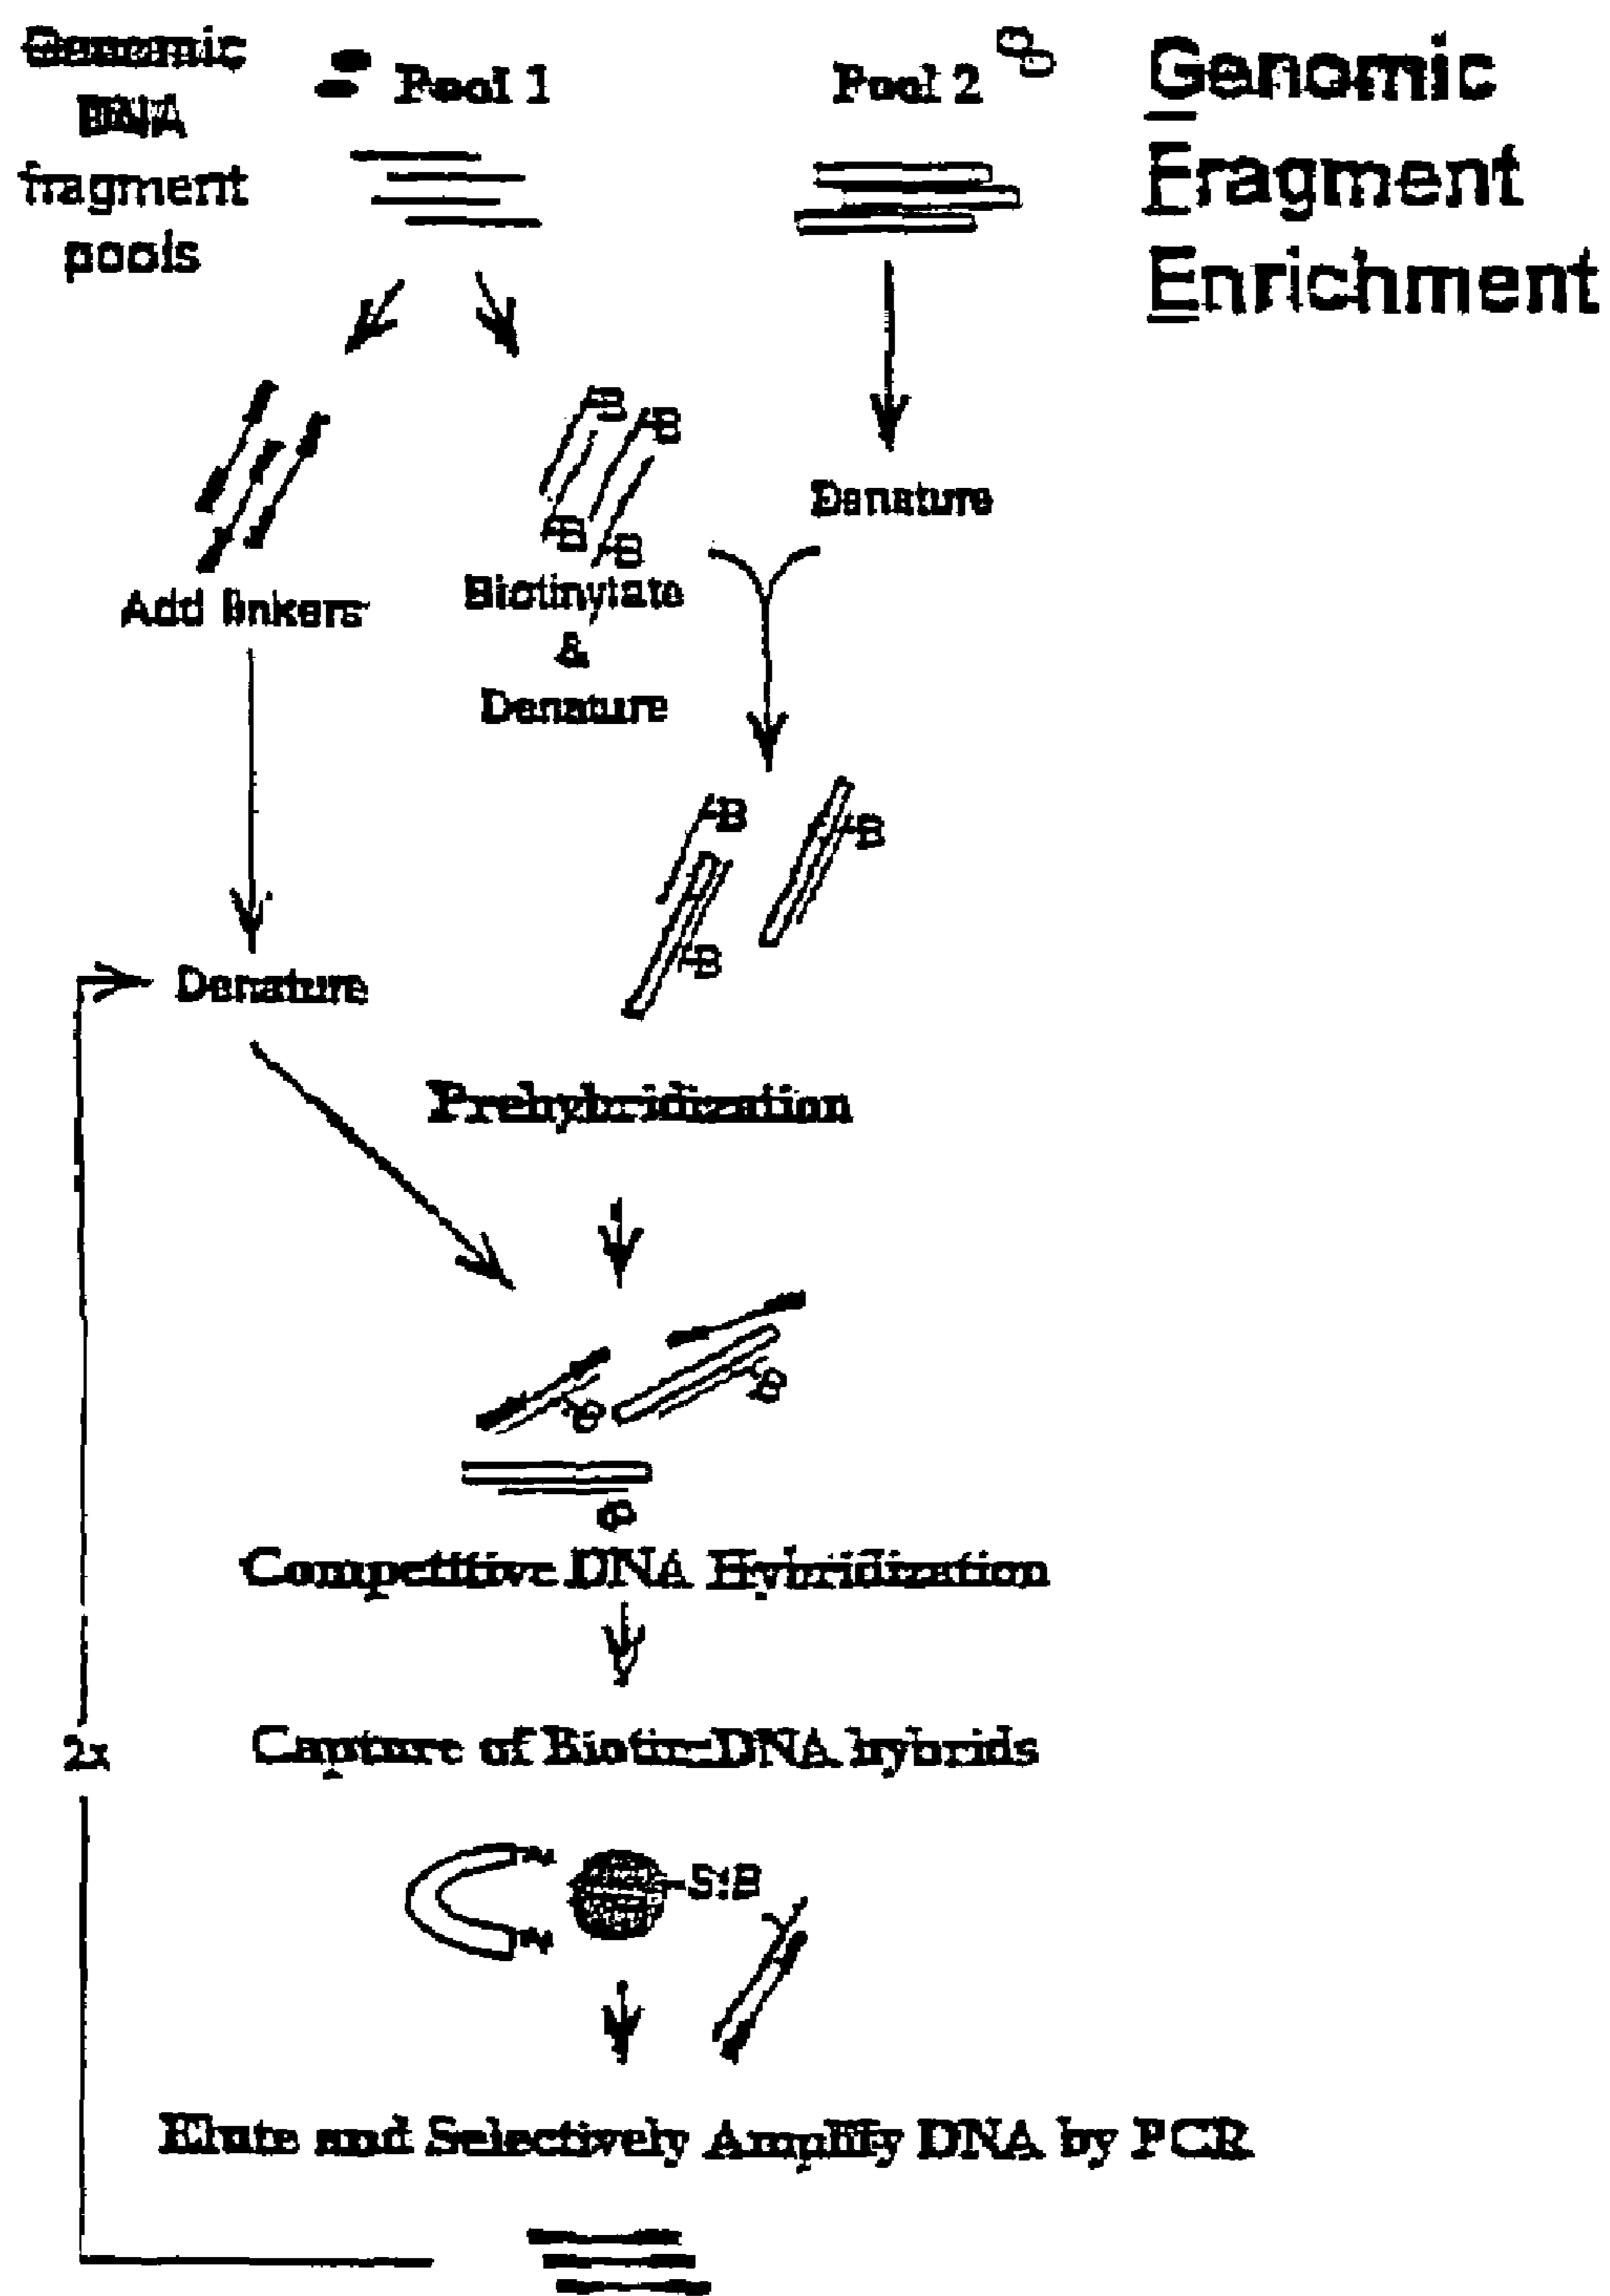 Genomic
DNA
fragment
pools
Pool 1
Pool 2
Genomic
Fragment
Enrichment
B
B
B
B
Add linkers
Biotinylate
&
Denature
Denature
B
B
B
Denature
Prehybridization
B
B
B
Competitive DNA Hybridization
2x
Capture of Biotin-DNA hybrids
S:B
Elute and Selectively Amplify DNA by PCR